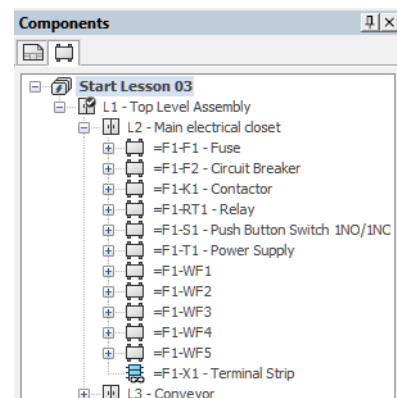 Components
Start Lesson 03
L1 - Top Level Assembly
L2 - Main electrical closet
=F1-F1 - Fuse
=F1-F2 - Circuit Breaker
=F1-K1 - Contactor
=F1-RT1 - Relay
=F1-S1 - Push Button Switch 1NO/1NC
=F1-T1 - Power Supply
=F1-WF1
=F1-WF2
=F1-WF3
=F1-WF4
=F1-WF5
=F1-X1 - Terminal Strip
L3 - Conveyor